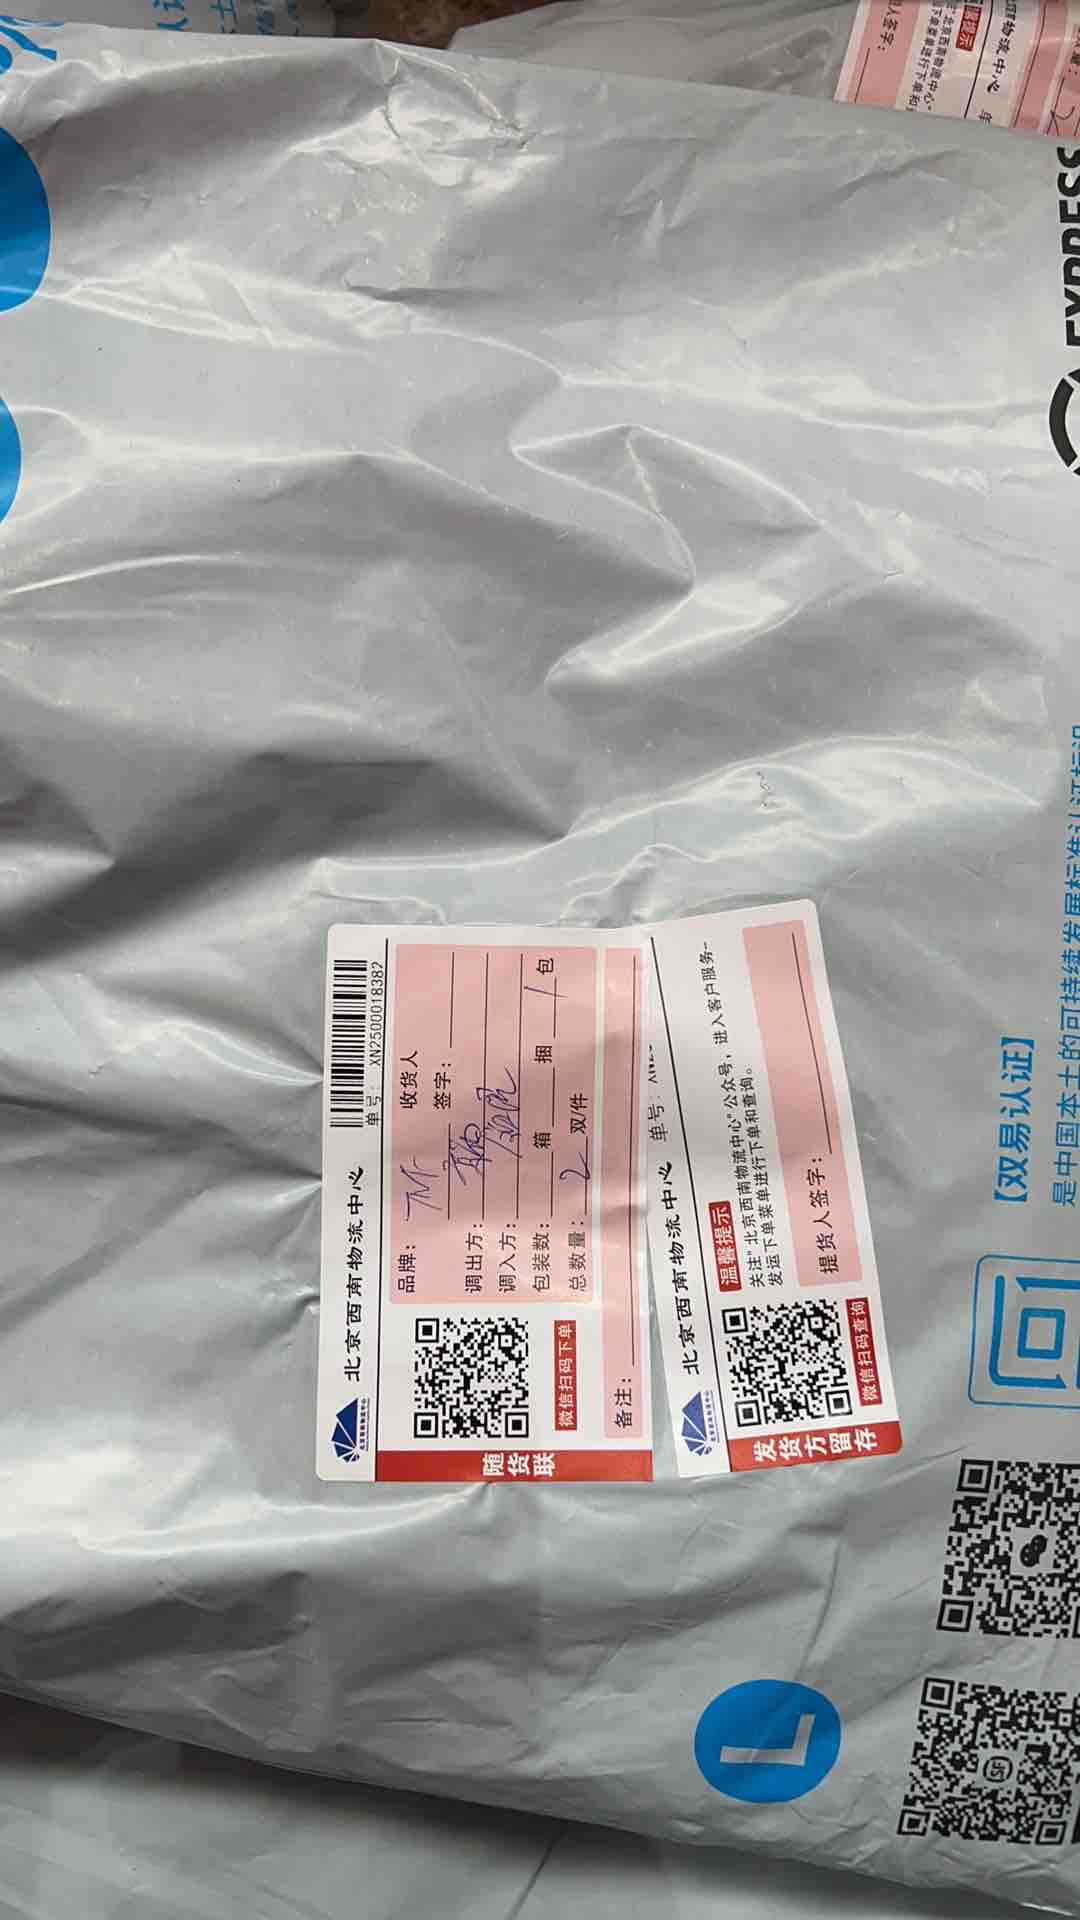 北京西南物流中心
单号: XN2500018382
品牌: TNF 收货人
签字:
调出方:
调入方:
包装数: 箱 捆 1 包
总数量: 2 双/件
微信扫码下单
备注:
随货联
北京西南物流中心
单号:
温馨提示
关注"北京西南物流中心"公众号,进入客户服务-
发运下单菜单进行下单和查询。
提货人签字:
微信扫码查询
发货方留存
EXPRESS
【双易认证】
是中国本土的可持续发展标准认证标识
L